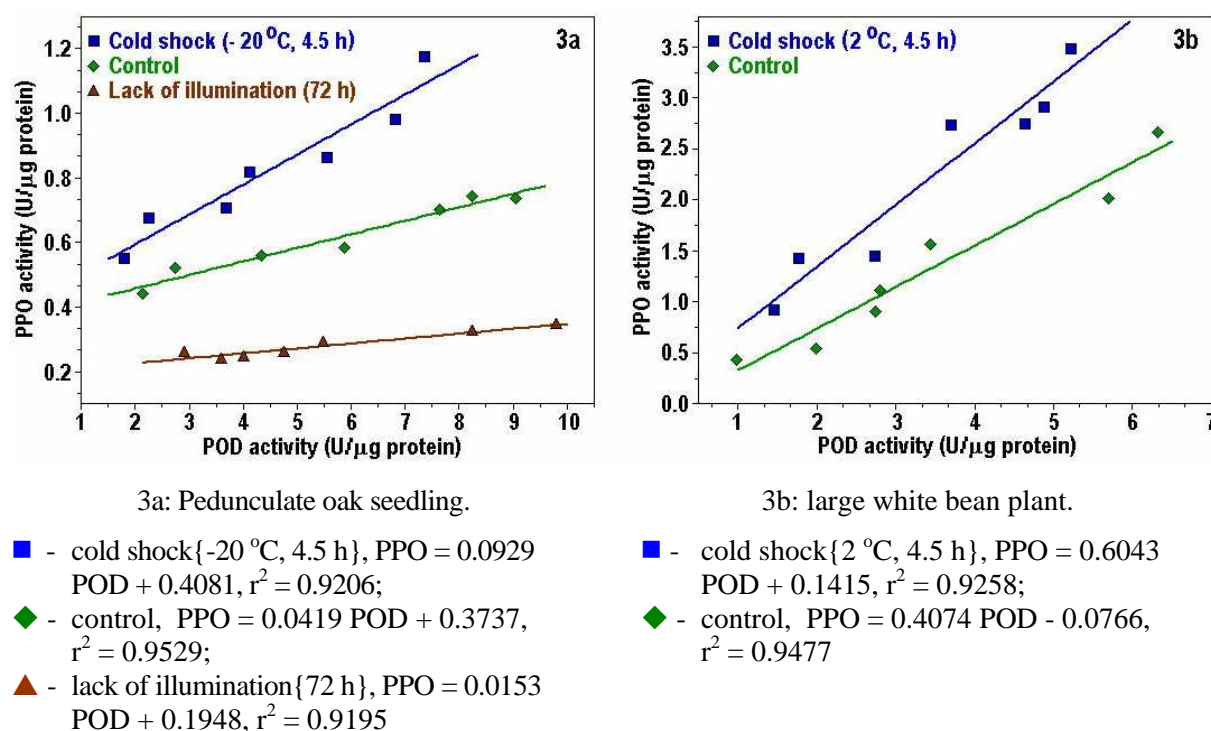 Cold shock (- 20 °C, 4.5 h)
Control
Lack of illumination (72 h)
3a
PPO activity (U/µg protein)
1.2
1.0
0.8
0.6
0.4
0.2
1 2 3 4 5 6 7 8 9 10
POD activity (U/µg protein)
Cold shock (2 °C, 4.5 h)
Control
3b
PPO activity (U/µg protein)
3.5
3.0
2.5
2.0
1.5
1.0
0.5
0.0
1 2 3 4 5 6 7
POD activity (U/µg protein)
3a: Pedunculate oak seedling.
- cold shock{-20 °C, 4.5 h}, PPO = 0.0929
POD + 0.4081, r² = 0.9206;
- control, PPO = 0.0419 POD + 0.3737,
r² = 0.9529;
- lack of illumination{72 h}, PPO = 0.0153
POD + 0.1948, r² = 0.9195
3b: large white bean plant.
- cold shock{2 °C, 4.5 h}, PPO = 0.6043
POD + 0.1415, r² = 0.9258;
- control, PPO = 0.4074 POD - 0.0766,
r² = 0.9477